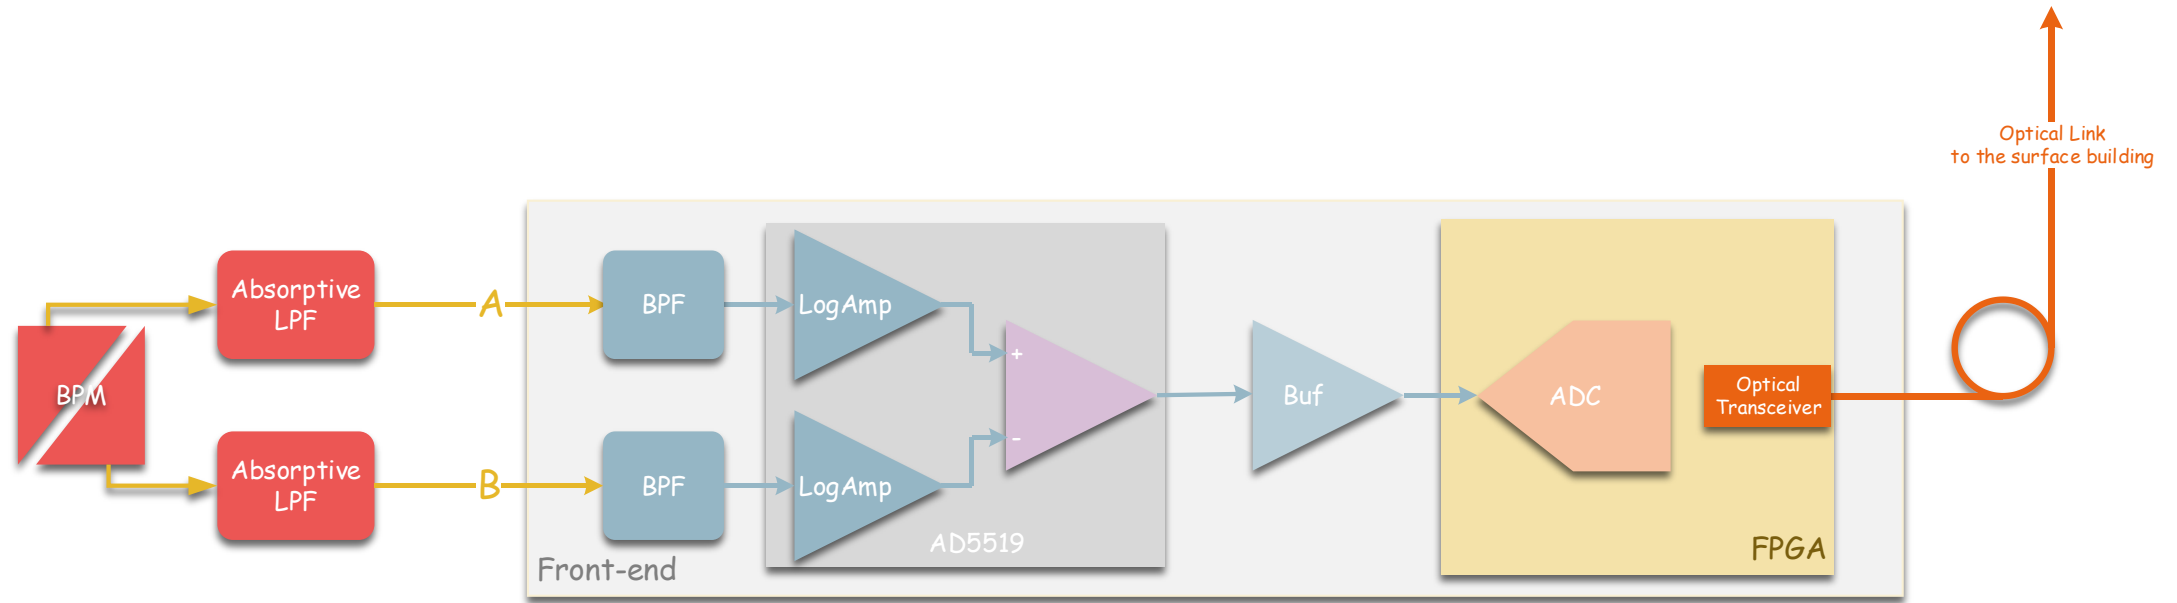 Optical Link
to the surface building
Absorptive
LPF
A
BPF
LogAmp
+
BPM
Buf
ADC
Optical
Transceiver
-
Absorptive
LPF
B
BPF
LogAmp
AD5519
FPGA
Front-end